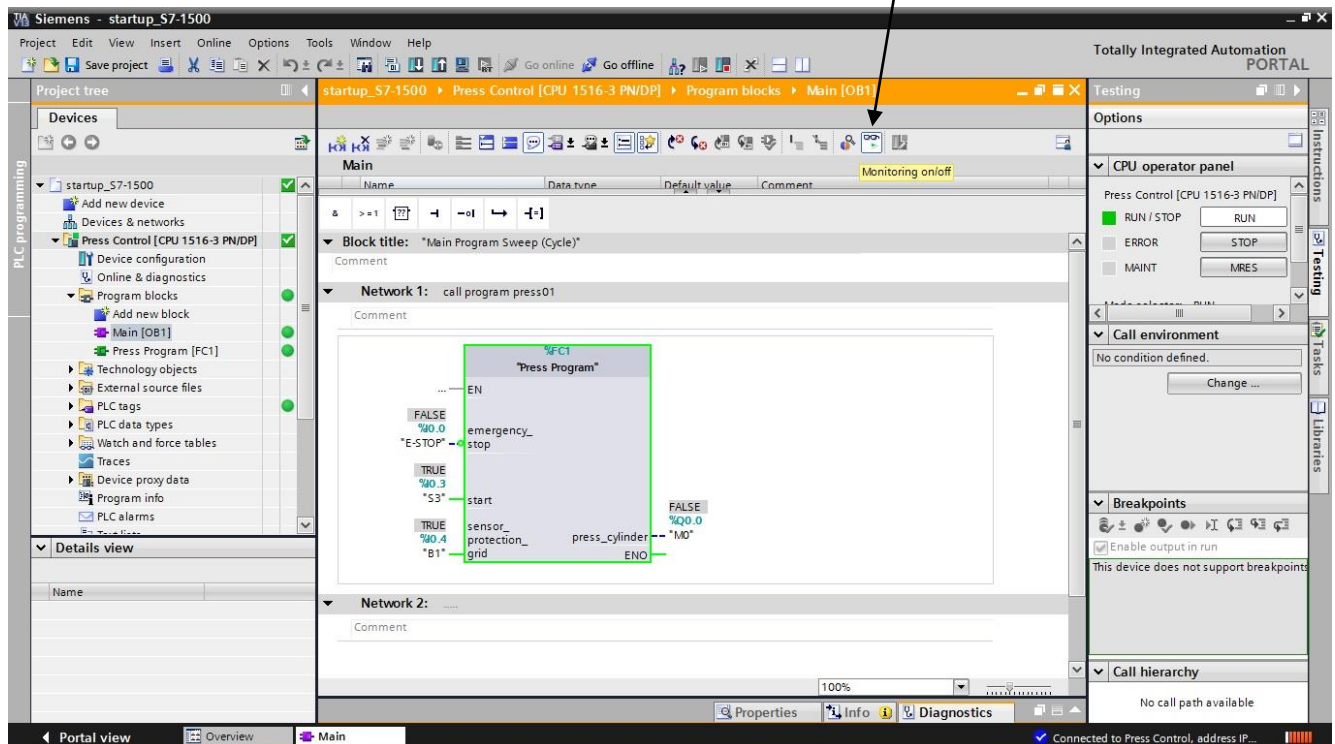 Siemens - startup_S7-1500
Project Edit View Insert Online Options Tools Window Help
Totally Integrated Automation
PORTAL
Save project Go online Go offline
Project tree
startup_S7-1500 Press Control [CPU 1516-3 PN/DP] Program blocks Main [OB1]
Testing
Devices
Options
Monitoring on/off
PLC programming
startup_S7-1500
Add new device
Devices & networks
Press Control [CPU 1516-3 PN/DP]
Device configuration
Online & diagnostics
Program blocks
Add new block
Main [OB1]
Press Program [FC1]
Technology objects
External source files
PLC tags
PLC data types
Watch and force tables
Traces
Device proxy data
Program info
PLC alarms
Details view
Name
Main
Name Data type Default value Comment
& >=1 ??
Block title: "Main Program Sweep (Cycle)"
Comment
Network 1: call program press01
Comment
%FC1
"Press Program"
... EN
FALSE
%I0.0
"E-STOP"
emergency_
stop
TRUE
%I0.3
"S3" start
TRUE
%I0.4
"B1"
sensor_
protection_
grid
FALSE
%Q0.0
press_cylinder "M0"
ENO
Network 2: .....
Comment
100%
Properties Info Diagnostics
CPU operator panel
Press Control [CPU 1516-3 PN/DP]
RUN / STOP RUN
ERROR STOP
MAINT MRES
Call environment
No condition defined.
Change ...
Breakpoints
Enable output in run
This device does not support breakpoints
Call hierarchy
No call path available
Instructions
Testing
Tasks
Libraries
Portal view Overview Main
Connected to Press Control, address IP...